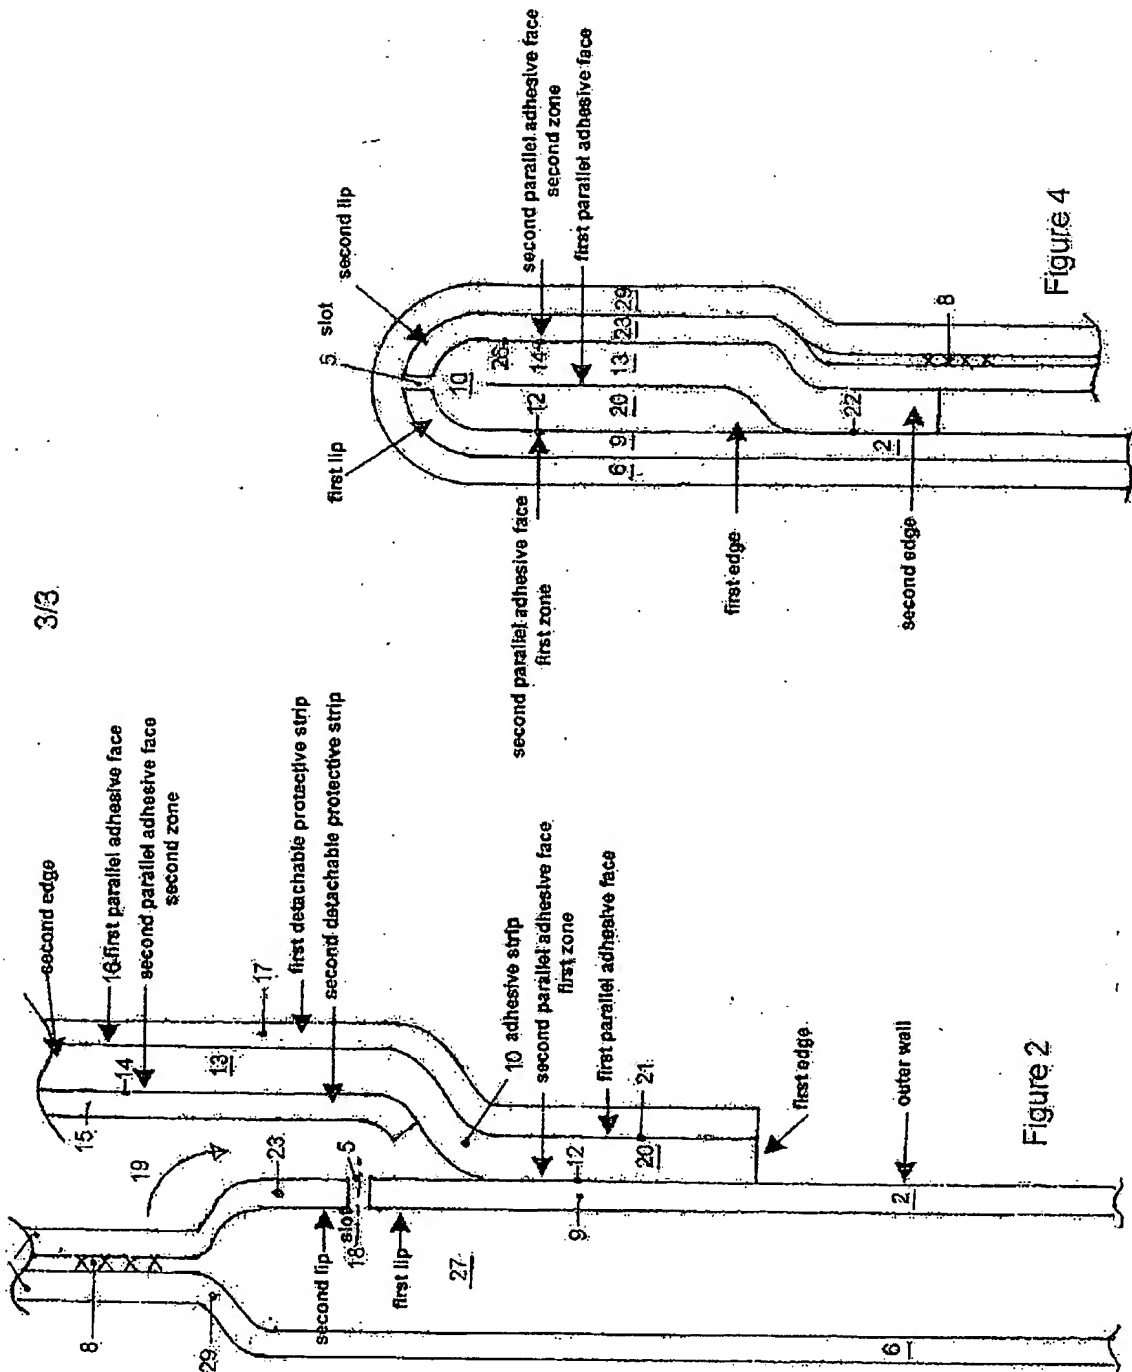 3/3
second edge
16 first parallel adhesive face
second parallel adhesive face
second zone
17
first detachable protective strip
second detachable protective strip
10 adhesive strip
second parallel adhesive face
first zone
first parallel adhesive face
21
first edge
outer wall
14
13
15
19
23
5
slot
18
second lip
first lip
12
20
9
2
27
8
29
6
Figure 2
second lip
5 slot
first lip
10
26
second parallel adhesive face
second zone
first parallel adhesive face
14
12
13
20
23
29
9
6
second parallel adhesive face
first zone
first edge
22
2
8
second edge
Figure 4